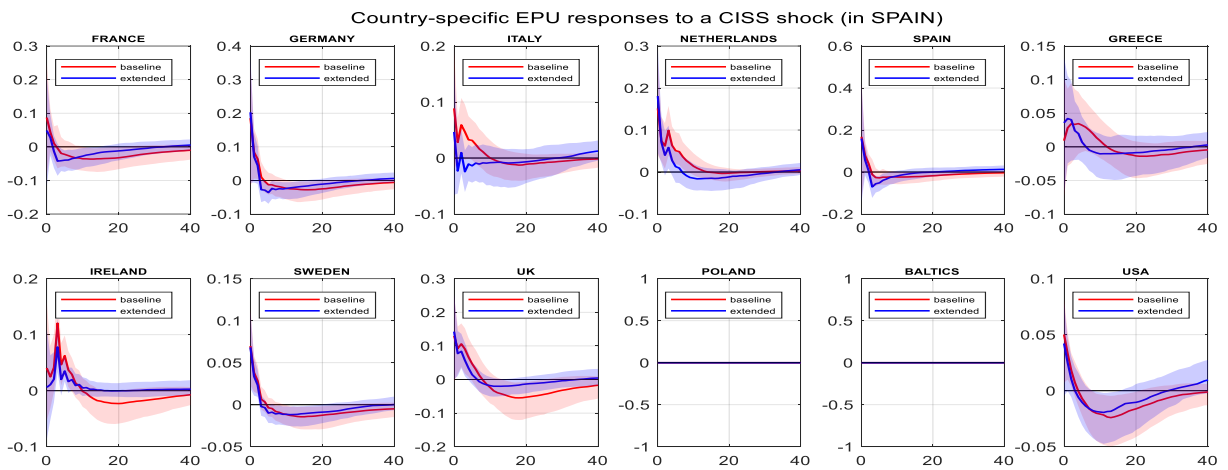 Country-specific EPU responses to a CISS shock (in SPAIN)
FRANCE
0.3
0.2
0.1
0
-0.1
-0.2
0 20 40
baseline
extended
GERMANY
0.4
0.3
0.2
0.1
0
-0.1
0 20 40
baseline
extended
ITALY
0.2
0.1
0
-0.1
0 20 40
baseline
extended
NETHERLANDS
0.3
0.2
0.1
0
-0.1
0 20 40
baseline
extended
SPAIN
0.6
0.4
0.2
0
-0.2
0 20 40
baseline
extended
GREECE
0.15
0.1
0.05
0
-0.05
-0.1
0 20 40
baseline
extended
IRELAND
0.2
0.1
0
-0.1
0 20 40
baseline
extended
SWEDEN
0.15
0.1
0.05
0
-0.05
0 20 40
baseline
extended
UK
0.3
0.2
0.1
0
-0.1
-0.2
0 20 40
baseline
extended
POLAND
1
0.5
0
-0.5
-1
0 20 40
baseline
extended
BALTICS
1
0.5
0
-0.5
-1
0 20 40
baseline
extended
USA
0.1
0.05
0
-0.05
0 20 40
baseline
extended